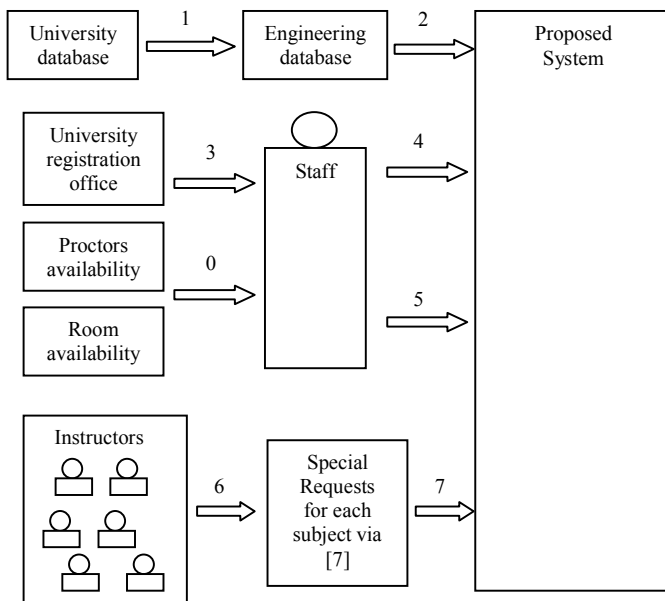 1
2
University
database
Engineering
database
Proposed
System
University
registration
office
3
Staff
4
Proctors
availability
0
Room
availability
5
Instructors
6
Special
Requests
for each
subject via
[7]
7